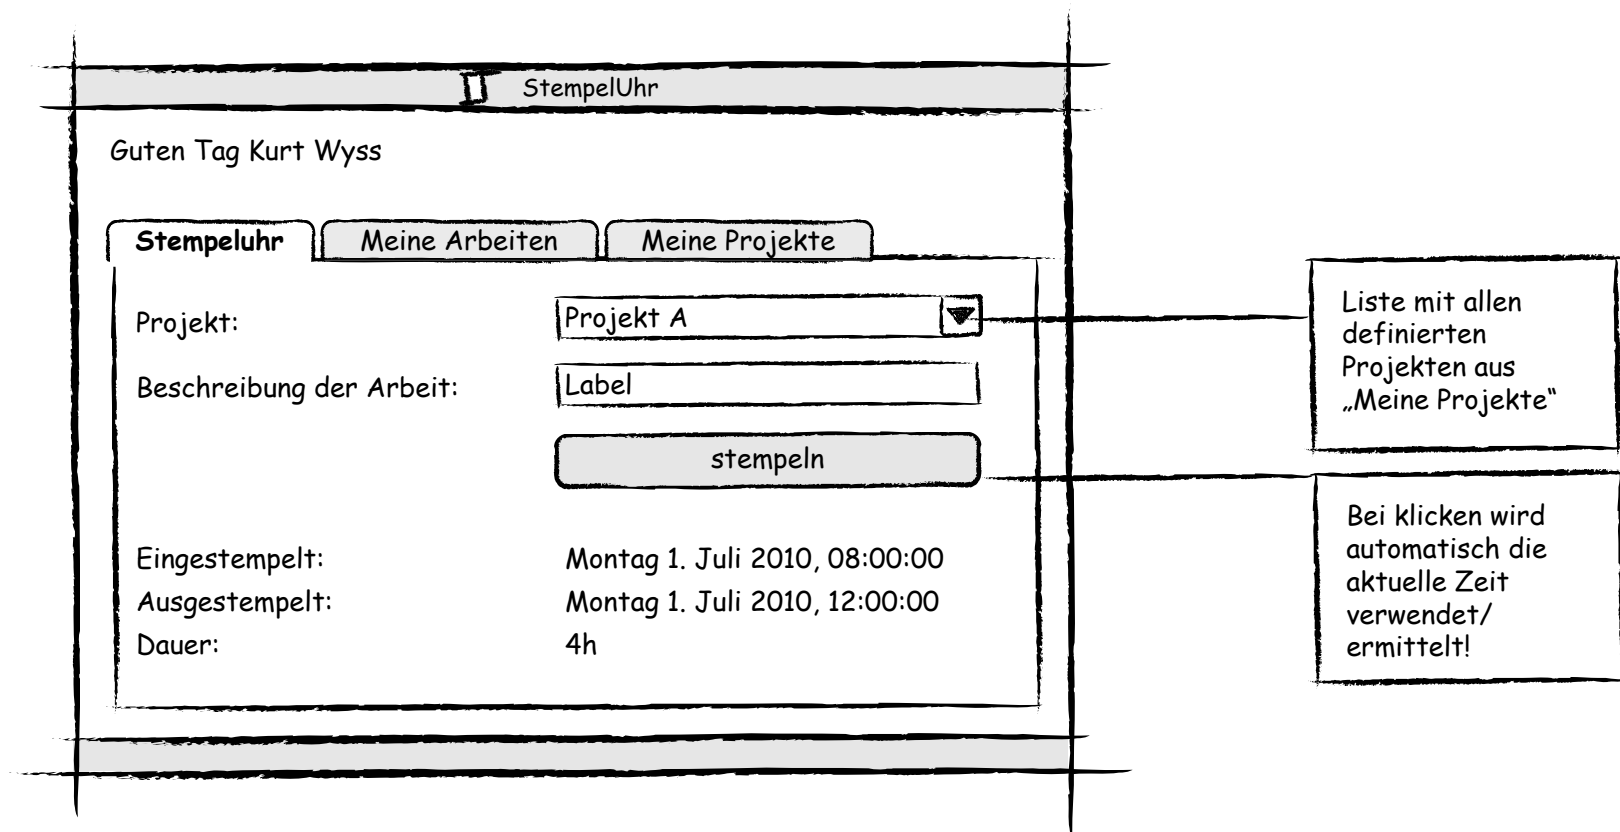 StempelUhr
Guten Tag Kurt Wyss
Stempeluhr Meine Arbeiten Meine Projekte
Projekt: Projekt A
Beschreibung der Arbeit: Label
stempeln
Eingestempelt: Montag 1. Juli 2010, 08:00:00
Ausgestempelt: Montag 1. Juli 2010, 12:00:00
Dauer: 4h
Liste mit allen
definierten
Projekten aus
„Meine Projekte“
Bei klicken wird
automatisch die
aktuelle Zeit
verwendet/
ermittelt!